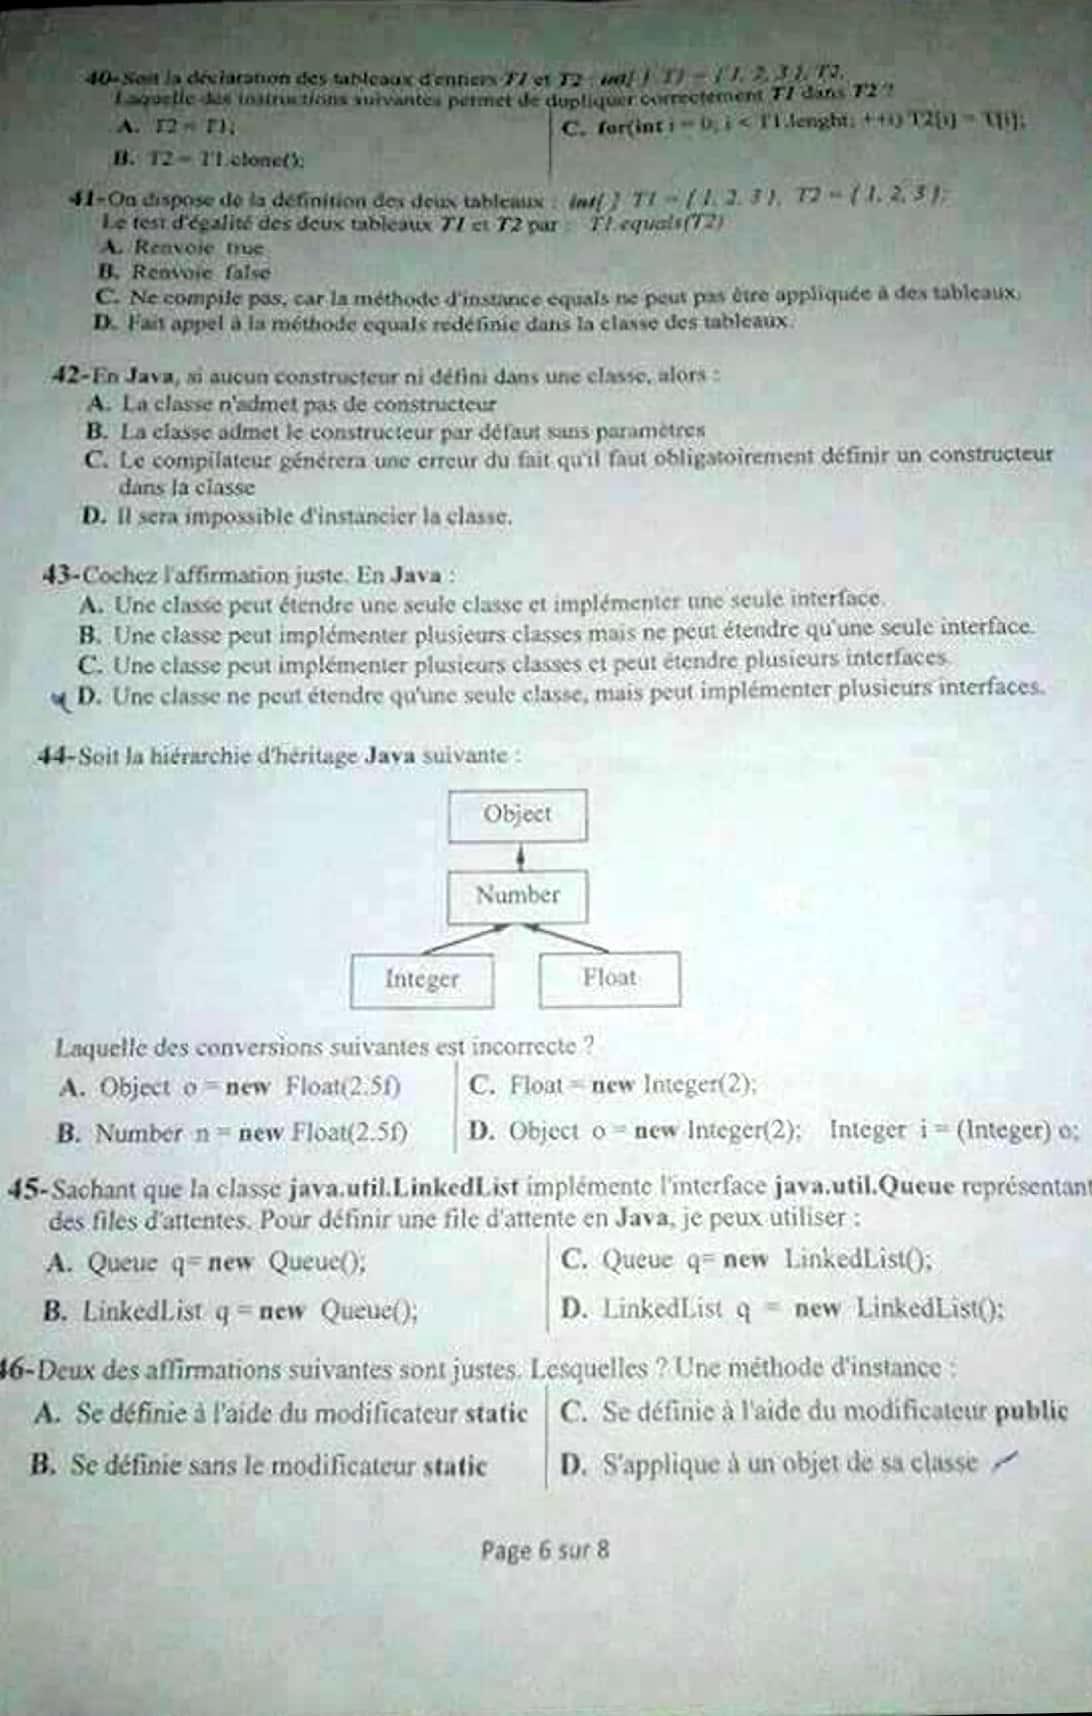 40-Soit la déclaration des tableaux d'entiers T1 et T2 : int[ ] T1 = { 1, 2, 3 }, T2.
Laquelle des instructions suivantes permet de dupliquer correctement T1 dans T2 ?
A. T2 = T1;
C. for(int i = 0; i < T1.lenght; ++i) T2[i] = T[i];
B. T2 = T1.clone();
41-On dispose de la définition des deux tableaux : int[ ] T1 = { 1, 2, 3 }, T2 = { 1, 2, 3 };
Le test d'égalité des deux tableaux T1 et T2 par : T1.equals(T2)
A. Renvoie true
B. Renvoie false
C. Ne compile pas, car la méthode d'instance equals ne peut pas être appliquée à des tableaux.
D. Fait appel à la méthode equals redéfinie dans la classe des tableaux.
42-En Java, si aucun constructeur ni défini dans une classe, alors :
A. La classe n'admet pas de constructeur
B. La classe admet le constructeur par défaut sans paramètres
C. Le compilateur générera une erreur du fait qu'il faut obligatoirement définir un constructeur
dans la classe
D. Il sera impossible d'instancier la classe.
43-Cochez l'affirmation juste. En Java :
A. Une classe peut étendre une seule classe et implémenter une seule interface.
B. Une classe peut implémenter plusieurs classes mais ne peut étendre qu'une seule interface.
C. Une classe peut implémenter plusieurs classes et peut étendre plusieurs interfaces.
D. Une classe ne peut étendre qu'une seule classe, mais peut implémenter plusieurs interfaces.
44-Soit la hiérarchie d'héritage Java suivante :
Object
Number
Integer
Float
Laquelle des conversions suivantes est incorrecte ?
A. Object o = new Float(2.5f)
C. Float = new Integer(2);
B. Number n = new Float(2.5f)
D. Object o = new Integer(2); Integer i = (Integer) o;
45-Sachant que la classe java.util.LinkedList implémente l'interface java.util.Queue représentant
des files d'attentes. Pour définir une file d'attente en Java, je peux utiliser :
A. Queue q= new Queue();
C. Queue q= new LinkedList();
B. LinkedList q = new Queue();
D. LinkedList q = new LinkedList();
46-Deux des affirmations suivantes sont justes. Lesquelles ? Une méthode d'instance :
A. Se définie à l'aide du modificateur static
C. Se définie à l'aide du modificateur public
B. Se définie sans le modificateur static
D. S'applique à un objet de sa classe
Page 6 sur 8